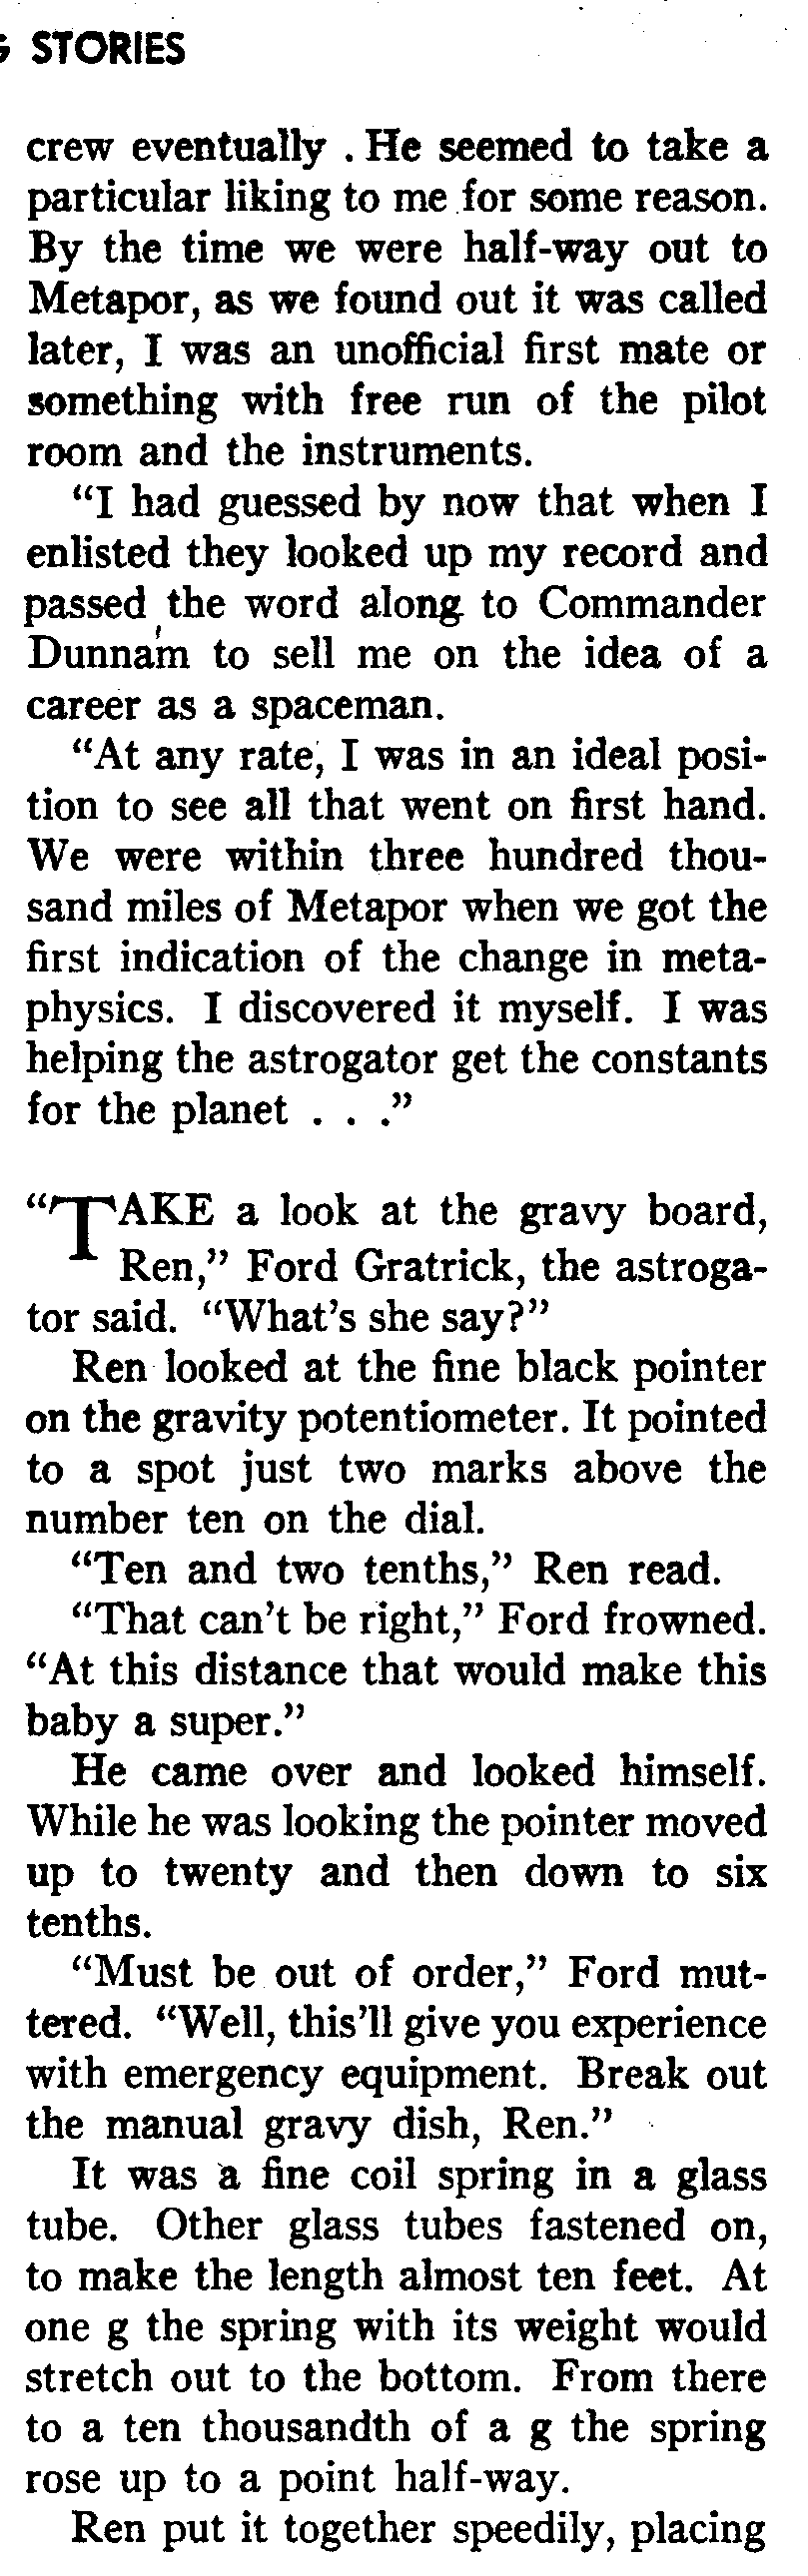 STORIES
crew eventually . He seemed to take a
particular liking to me for some reason.
By the time we were half-way out to
Metapor, as we found out it was called
later, I was an unofficial first mate or
something with free run of the pilot
room and the instruments.
“I had guessed by now that when I
enlisted they looked up my record and
passed the word along to Commander
Dunnam to sell me on the idea of a
career as a spaceman.
“At any rate, I was in an ideal posi-
tion to see all that went on first hand.
We were within three hundred thou-
sand miles of Metapor when we got the
first indication of the change in meta-
physics. I discovered it myself. I was
helping the astrogator get the constants
for the planet . . .”
“TAKE a look at the gravy board,
Ren,” Ford Gratrick, the astroga-
tor said. “What’s she say?”
Ren looked at the fine black pointer
on the gravity potentiometer. It pointed
to a spot just two marks above the
number ten on the dial.
“Ten and two tenths,” Ren read.
“That can’t be right,” Ford frowned.
“At this distance that would make this
baby a super.”
He came over and looked himself.
While he was looking the pointer moved
up to twenty and then down to six
tenths.
“Must be out of order,” Ford mut-
tered. “Well, this’ll give you experience
with emergency equipment. Break out
the manual gravy dish, Ren.”
It was a fine coil spring in a glass
tube. Other glass tubes fastened on,
to make the length almost ten feet. At
one g the spring with its weight would
stretch out to the bottom. From there
to a ten thousandth of a g the spring
rose up to a point half-way.
Ren put it together speedily, placing